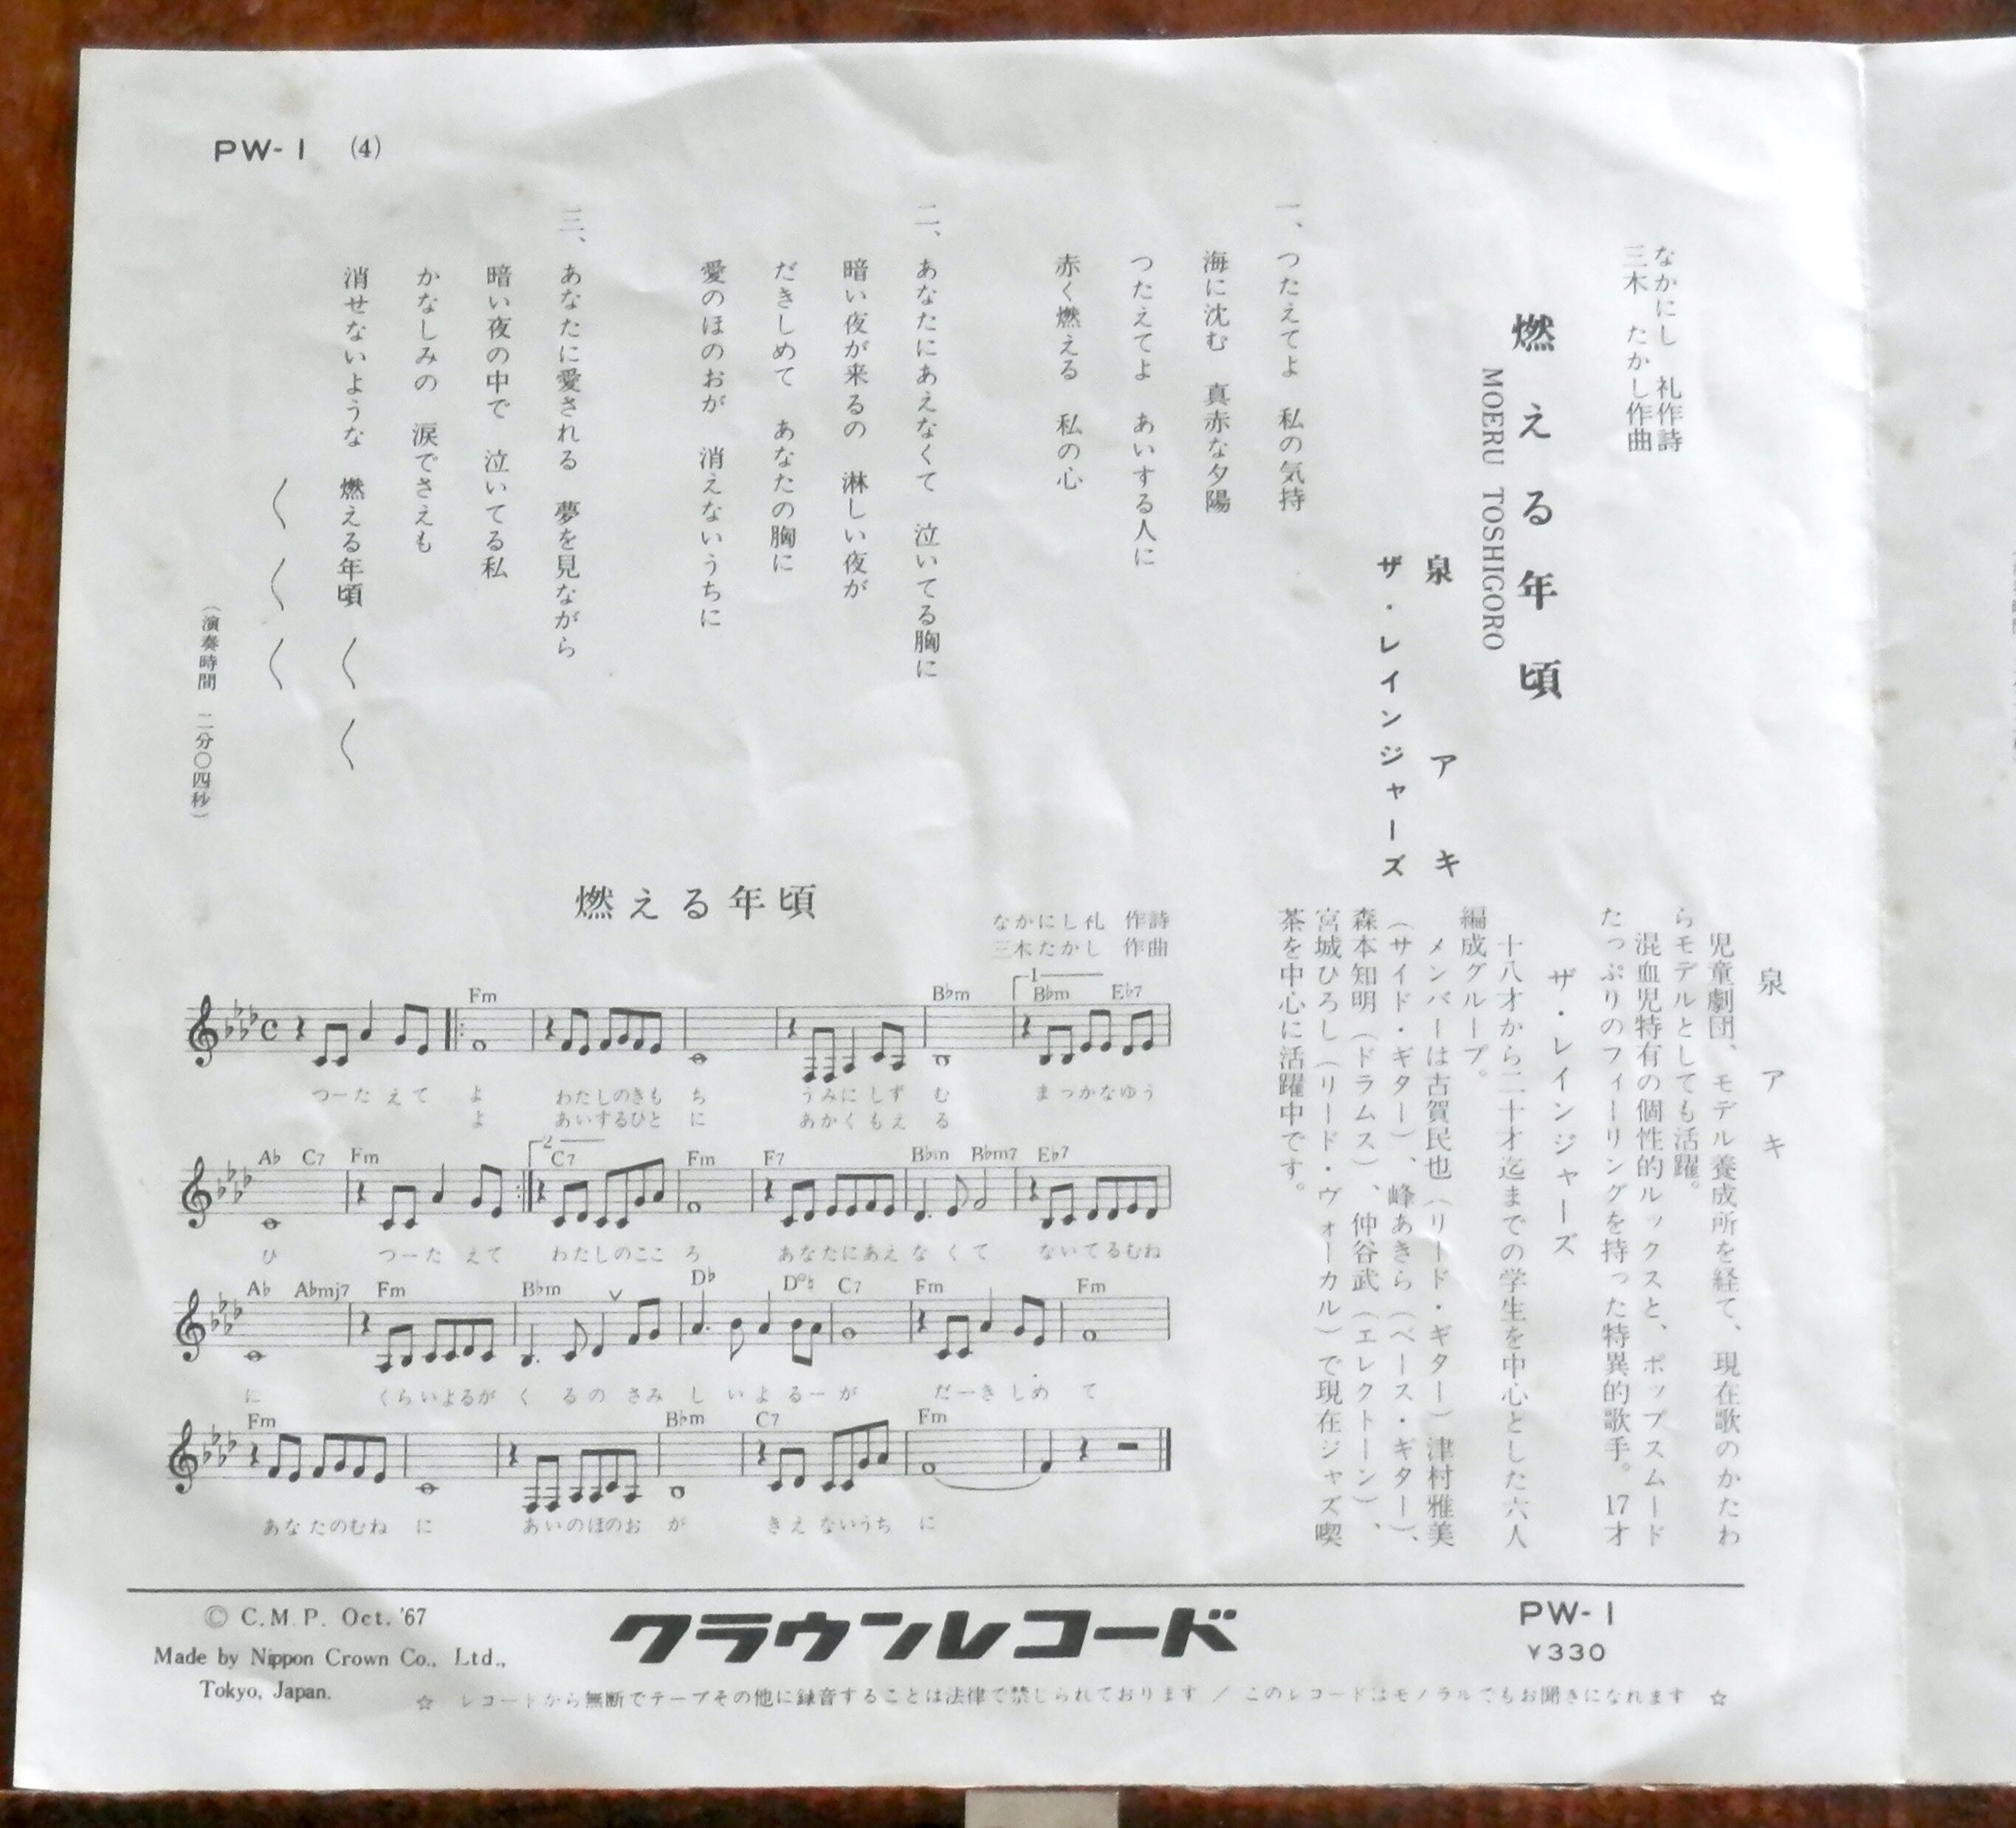 PW-1 (4)
なかにし 礼作詩
三木 たかし作曲
燃える年頃
MOERU TOSHIGORO
泉 アキ
ザ・レインジャーズ
一、つたえてよ 私の気持
海に沈む 真赤な夕陽
つたえてよ あいする人に
赤く燃える 私の心
二、あなたにあえなくて 泣いてる胸に
暗い夜が来るの 淋しい夜が
だきしめて あなたの胸に
愛のほのおが 消えないうちに
三、あなたに愛される 夢を見ながら
暗い夜の中で 泣いてる私
かなしみの 涙でさえも
消せないような 燃える年頃 〱 〱
〱 〱 〱
(演奏時間 二分〇四秒)
泉 アキ
児童劇団、モデル養成所を経て、現在歌のかたわ
らモデルとしても活躍。
混血児特有の個性的ルックスと、ポップスムード
たっぷりのフィーリングを持った特異的歌手。17才
ザ・レインジャーズ
十八才から二十才迄までの学生を中心とした六人
編成グループ。
メンバーは古賀民也(リード・ギター)津村雅美
(サイド・ギター)、峰あきら(ベース・ギター)、
森本知明(ドラムス)、仲谷武(エレクトーン)、
宮城ひろし(リード・ヴォーカル)で現在ジャズ喫
茶を中心に活躍中です。
燃える年頃
なかにし礼 作詩
三木たかし 作曲
Fm B♭m 1 B♭m E♭7
C
つーた えて よ わたしのきも ち うみに しず む まっかなゆう
よ あいするひと に あかく もえ る
A♭ C7 Fm 2 C7 Fm F7 B♭m B♭m7 E♭7
ひ つーた えて わたしのここ ろ あなたにあえ な くて ないてるむね
A♭ A♭mj7 Fm B♭m D♭ D°♮ C7 Fm Fm
に くらいよるが く るの さみ し いよ るー が だーき しめ て
Fm B♭m C7 Fm
あな たのむね に あいのほのお が きえ ないうち に
© C.M.P. Oct. '67
Made by Nippon Crown Co., Ltd.,
Tokyo, Japan.
クラウンレコード
PW-1
¥330
☆ レコードから無断でテープその他に録音することは法律で禁じられております / このレコードはモノラルでもお聞きになれます ☆